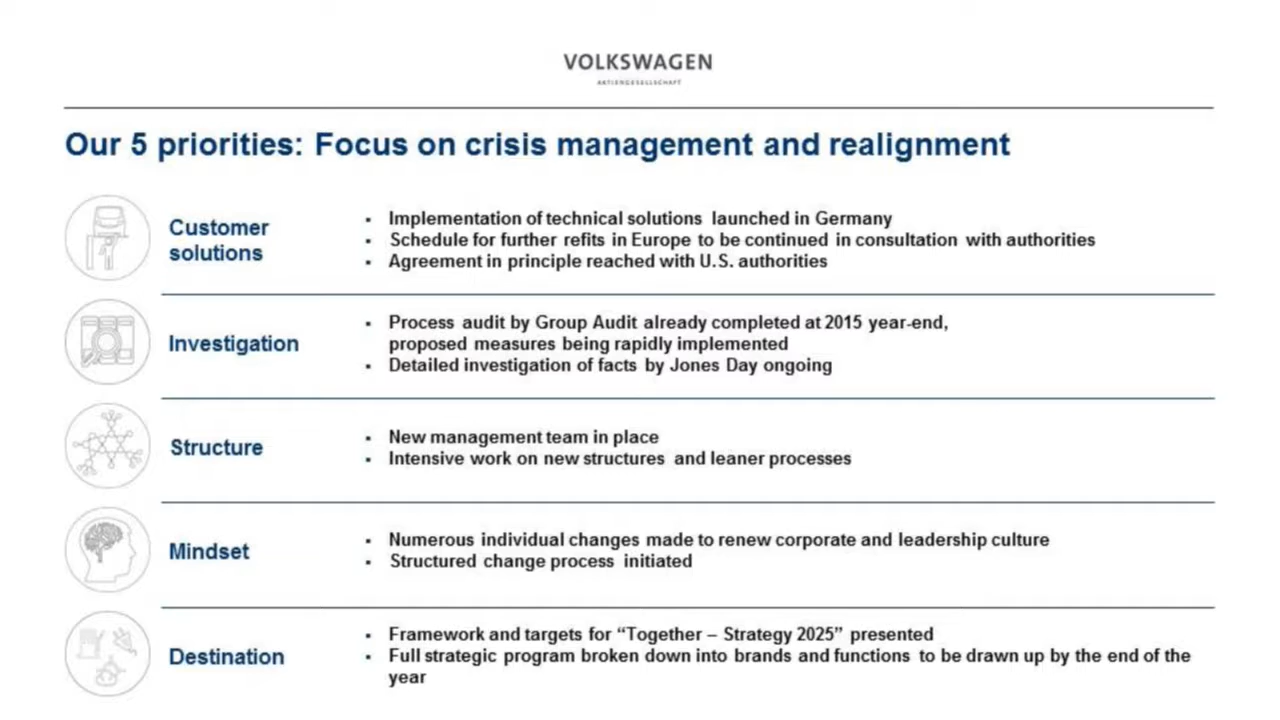 VOLKSWAGEN
AKTIENGESELLSCHAFT
Our 5 priorities: Focus on crisis management and realignment
Customer
solutions
▪ Implementation of technical solutions launched in Germany
▪ Schedule for further refits in Europe to be continued in consultation with authorities
▪ Agreement in principle reached with U.S. authorities
Investigation
▪ Process audit by Group Audit already completed at 2015 year-end,
proposed measures being rapidly implemented
▪ Detailed investigation of facts by Jones Day ongoing
Structure
▪ New management team in place
▪ Intensive work on new structures and leaner processes
Mindset
▪ Numerous individual changes made to renew corporate and leadership culture
▪ Structured change process initiated
Destination
▪ Framework and targets for “Together – Strategy 2025” presented
▪ Full strategic program broken down into brands and functions to be drawn up by the end of the
year